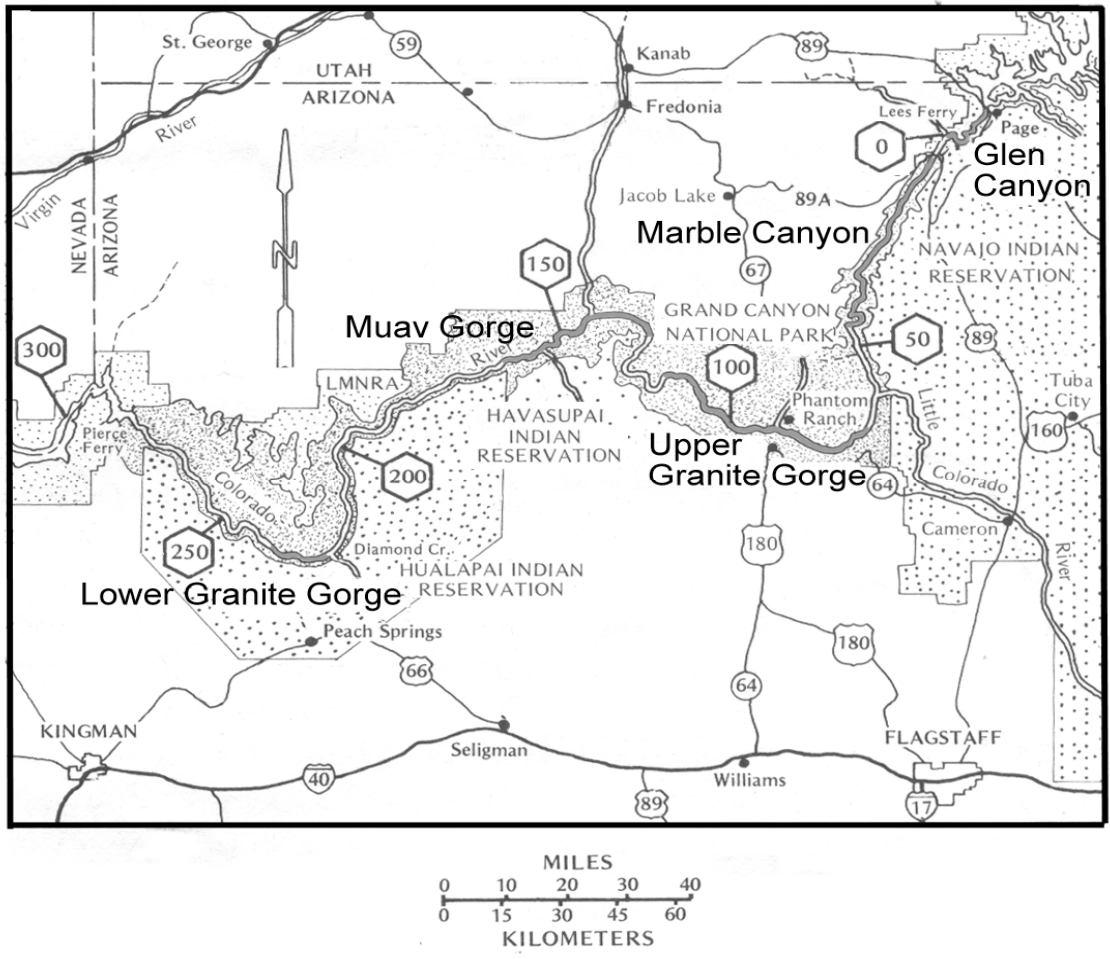 St. George
59
Kanab
89
UTAH
ARIZONA
Fredonia
Lees Ferry
Page
0
Glen
Canyon
River
Virgin
NEVADA
ARIZONA
N
Jacob Lake
89A
Marble Canyon
NAVAJO INDIAN
RESERVATION
150
67
GRAND CANYON
NATIONAL PARK
Muav Gorge
River
300
50
89
100
LMNRA
Phantom
Ranch
Little
Tuba
City
160
HAVASUPAI
INDIAN
RESERVATION
Pierce
Ferry
Upper
Granite Gorge
200
64
Colorado
Colorado
Cameron
250
180
Diamond Cr.
HUALAPAI INDIAN
RESERVATION
River
Lower Granite Gorge
Peach Springs
180
66
64
KINGMAN
Seligman
FLAGSTAFF
40
Williams
89
17
MILES
0 10 20 30 40
0 15 30 45 60
KILOMETERS